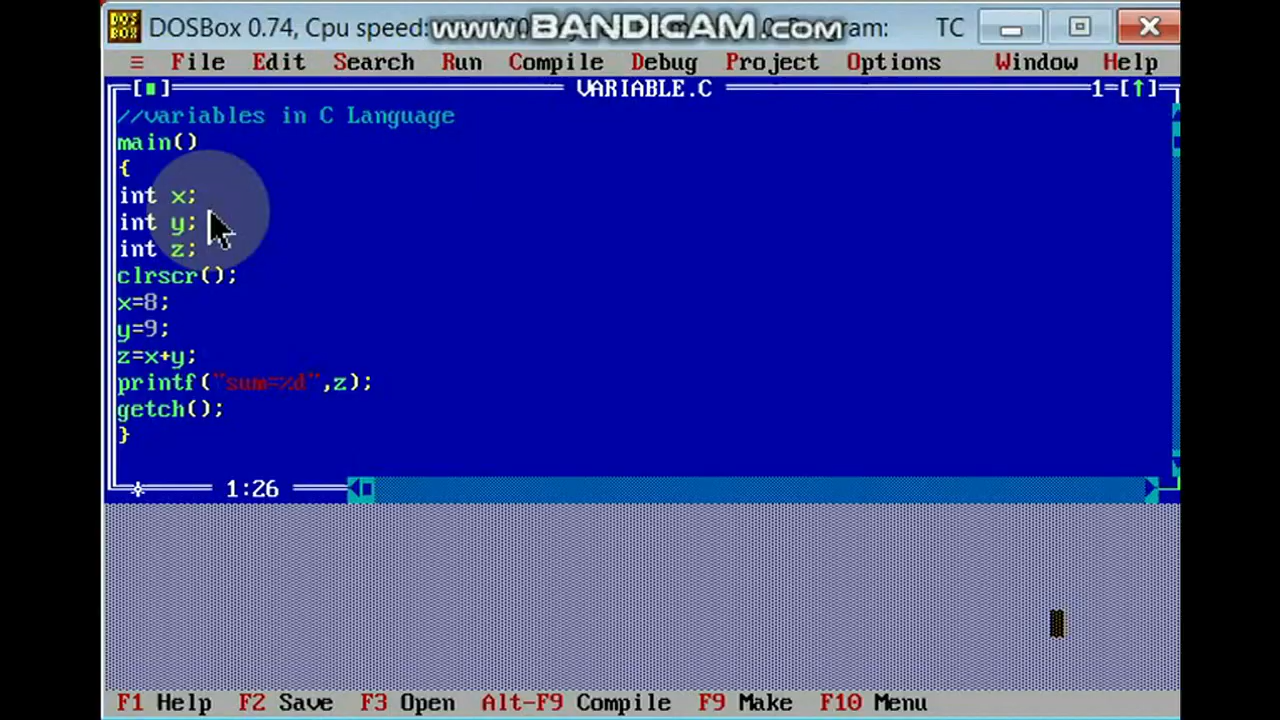 DOS BOX DOSBox 0.74, Cpu speed: www.BANDICAM.com TC
≡ File Edit Search Run Compile Debug Project Options Window Help
[■] VARIABLE.C 1=[↑]
//variables in C Language
main()
{
int x;
int y;
int z;
clrscr();
x=8;
y=9;
z=x+y;
printf("sum=%d",z);
getch();
}
1:26
F1 Help F2 Save F3 Open Alt-F9 Compile F9 Make F10 Menu